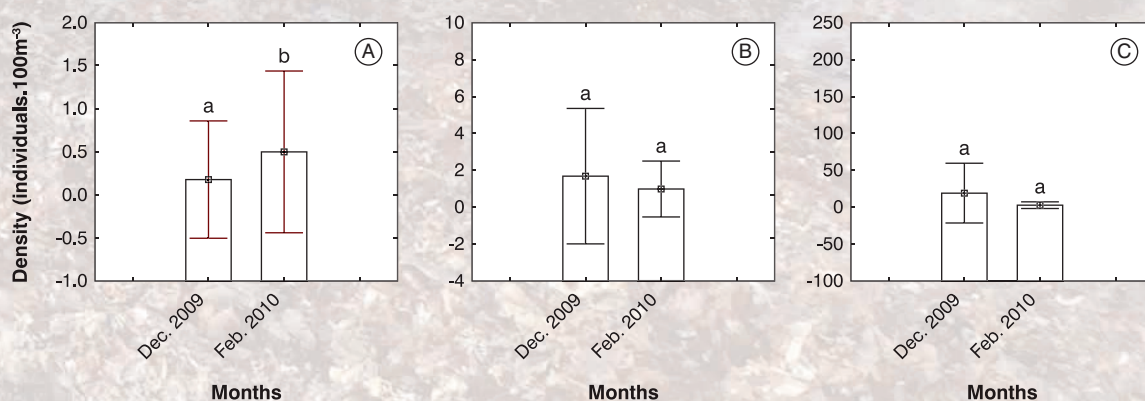 Density (individuals.100m⁻³)
2.0
1.5
1.0
0.5
0.0
-0.5
-1.0
a
b
A
Dec. 2009
Feb. 2010
Months
10
8
6
4
2
0
-2
-4
a
a
B
Dec. 2009
Feb. 2010
Months
250
200
150
100
50
0
-50
-100
a
a
C
Dec. 2009
Feb. 2010
Months